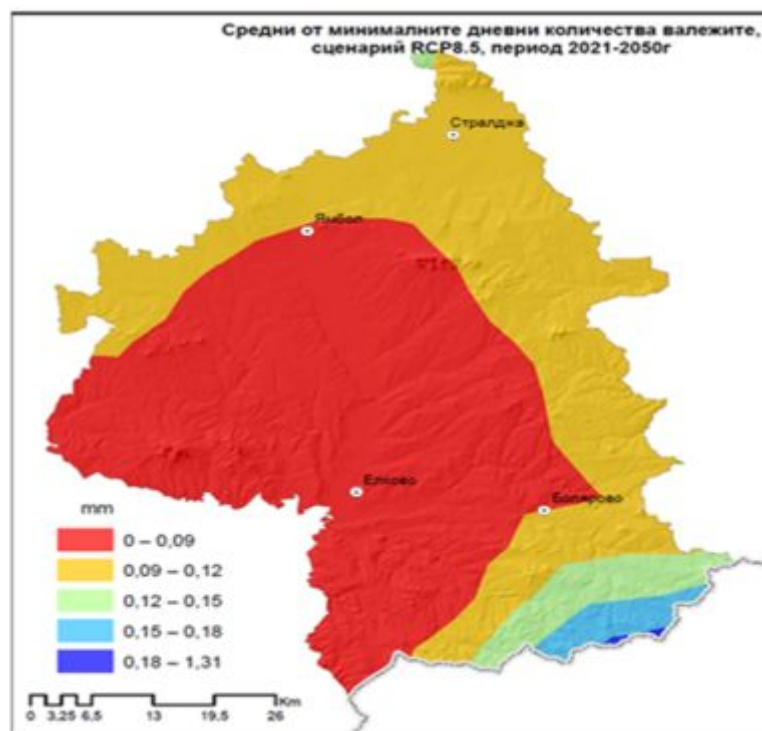 Средни от минималните дневни количества валежите,
сценарий RCP8.5, период 2021-2050г
Стралджа
Ямбол
Елхово
Болярово
mm
0 – 0,09
0,09 – 0,12
0,12 – 0,15
0,15 – 0,18
0,18 – 1,31
Km
0 3,25 6,5 13 19,5 26